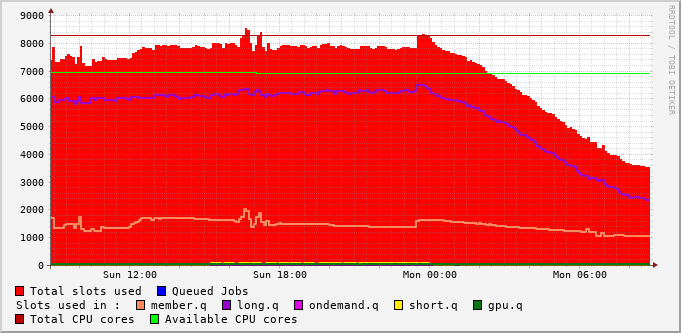 RRDTOOL / TOBI OETIKER
9000
8000
7000
6000
5000
4000
3000
2000
1000
0
Sun 12:00 Sun 18:00 Mon 00:00 Mon 06:00
Total slots used Queued Jobs
Slots used in : member.q long.q ondemand.q short.q gpu.q
Total CPU cores Available CPU cores